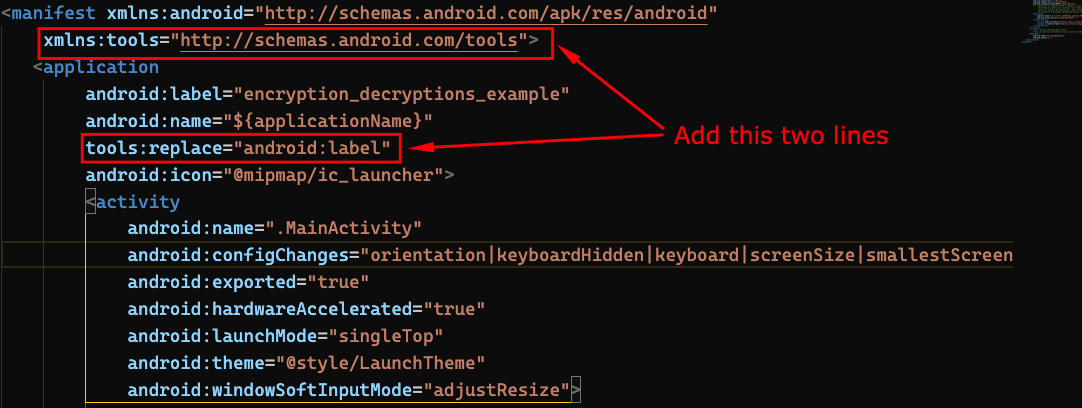 <manifest xmlns:android="http://schemas.android.com/apk/res/android"
xmlns:tools="http://schemas.android.com/tools">
<application
android:label="encryption_decryptions_example"
android:name="${applicationName}"
tools:replace="android:label"
Add this two lines
android:icon="@mipmap/ic_launcher">
<activity
android:name=".MainActivity"
android:configChanges="orientation|keyboardHidden|keyboard|screenSize|smallestScreen
android:exported="true"
android:hardwareAccelerated="true"
android:launchMode="singleTop"
android:theme="@style/LaunchTheme"
android:windowSoftInputMode="adjustResize">